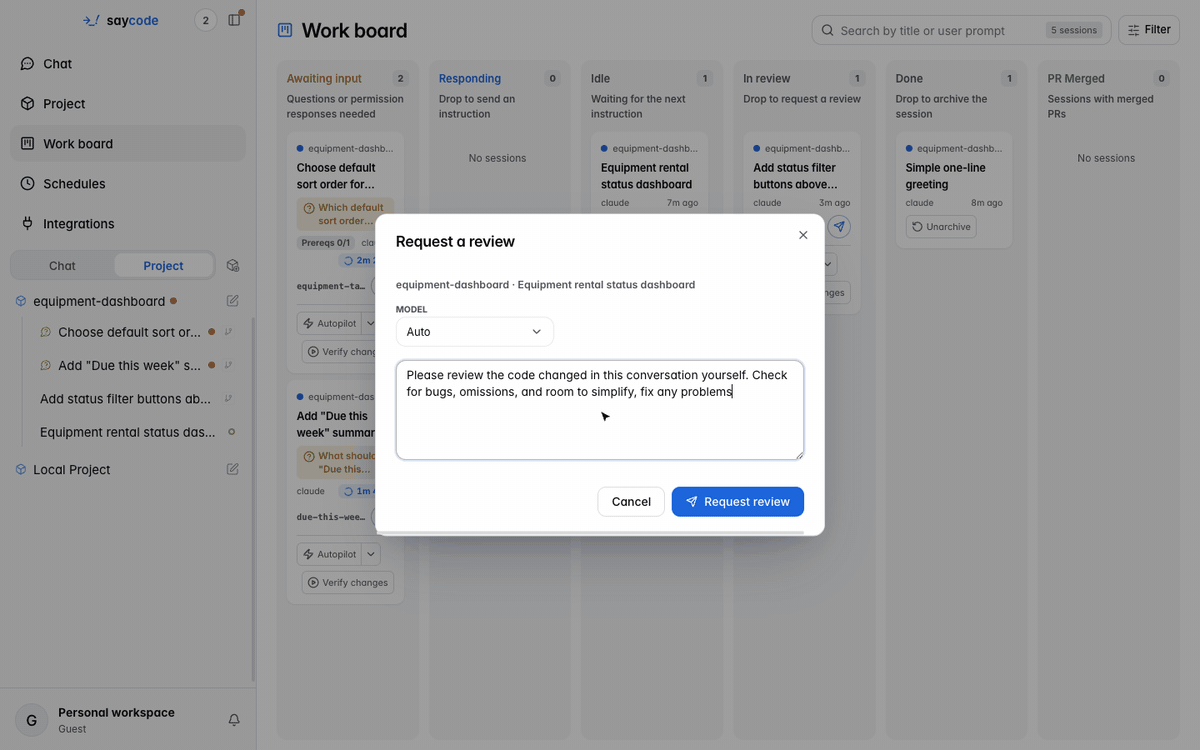 saycode
2
Chat
Project
Work board
Schedules
Integrations
Chat
Project
equipment-dashboard
Choose default sort or...
Add "Due this week" s...
Add status filter buttons ab...
Equipment rental status das...
Local Project
G
Personal workspace
Guest
Work board
Search by title or user prompt
5 sessions
Filter
Awaiting input
2
Questions or permission
responses needed
equipment-dashb...
Choose default
sort order for...
Which default
sort order...
Prereqs 0/1
2m
equipment-ta...
Autopilot
Verify
equipment-das
Add "Due this
week"
"Due this...
claude
1m
due-this-wee...
Autopilot
Verify changes
Responding
0
Drop to send an
instruction
No sessions
Idle
1
Waiting for the next
instruction
equipment-dashb...
Equipment rental
status dashboard
claude
7m ago
In review
1
Drop to request a review
equipment-dashb...
Add status filter
buttons above...
claude
3m ago
Done
1
Drop to archive the
session
equipment-dashb...
Simple one-line
greeting
claude
8m ago
Unarchive
PR Merged
0
Sessions with merged
PRs
No sessions
Request a review
equipment-dashboard · Equipment rental status dashboard
MODEL
Auto
Please review the code changed in this conversation yourself. Check
for bugs, omissions, and room to simplify, fix any problems
Cancel
Request review